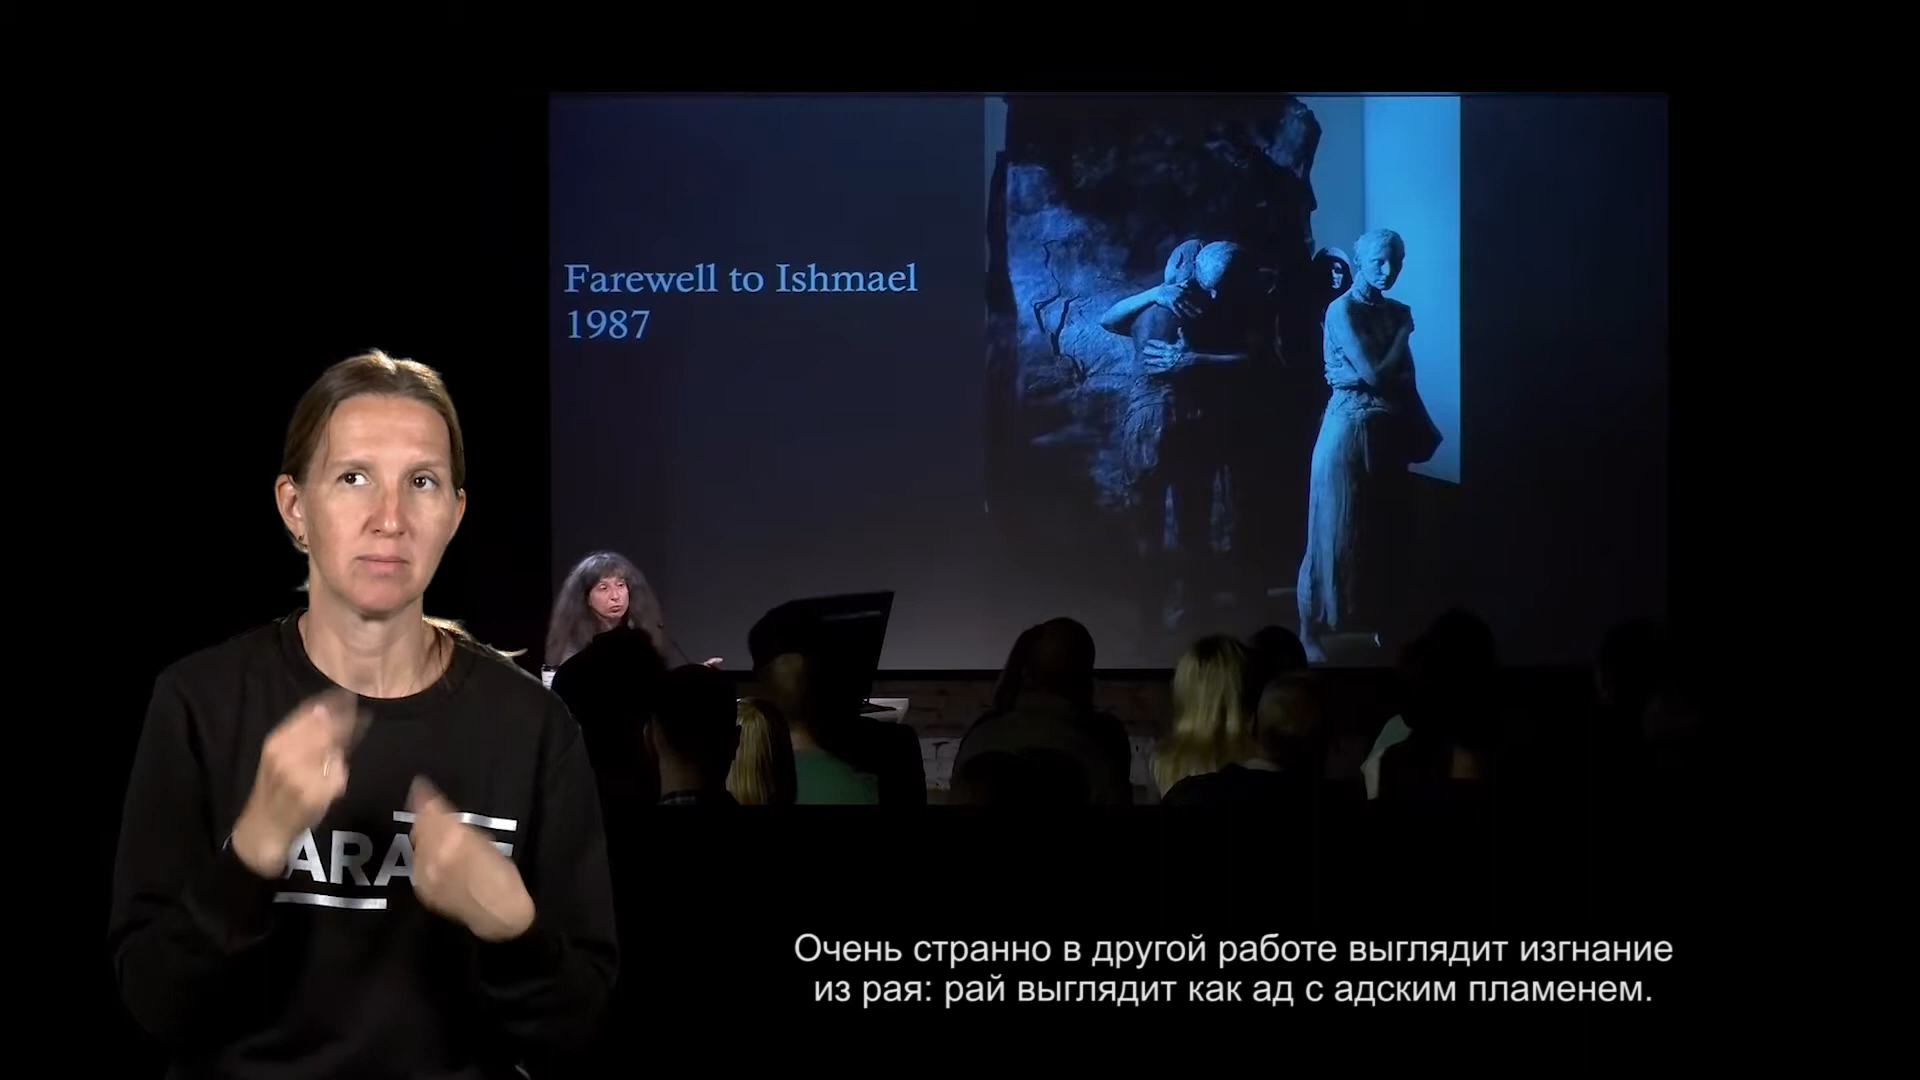 Farewell to Ishmael
1987
Очень странно в другой работе выглядит изгнание
из рая: рай выглядит как ад с адским пламенем.